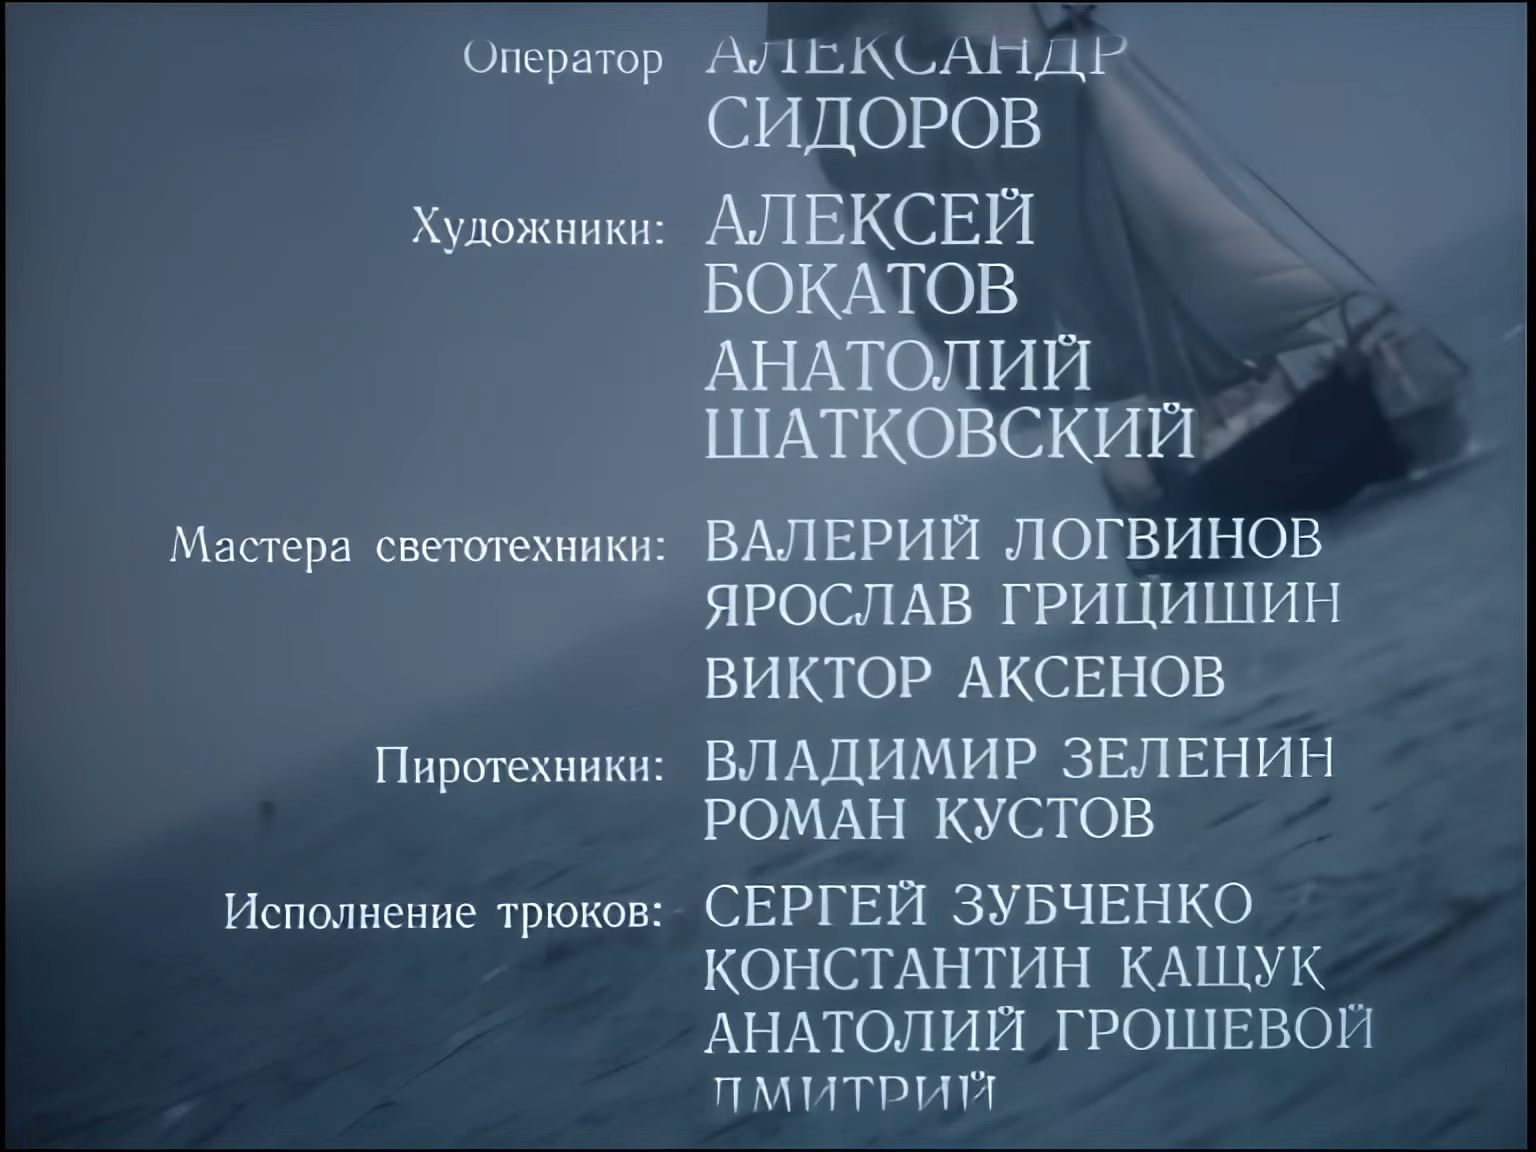 Оператор АЛЕКСАНДР
СИДОРОВ
Художники: АЛЕКСЕЙ
БОКАТОВ
АНАТОЛИЙ
ШАТКОВСКИЙ
Мастера светотехники: ВАЛЕРИЙ ЛОГВИНОВ
ЯРОСЛАВ ГРИЦИШИН
ВИКТОР АКСЕНОВ
Пиротехники: ВЛАДИМИР ЗЕЛЕНИН
РОМАН КУСТОВ
Исполнение трюков: СЕРГЕЙ ЗУБЧЕНКО
КОНСТАНТИН КАЩУК
АНАТОЛИЙ ГРОШЕВОЙ
ДМИТРИЙ